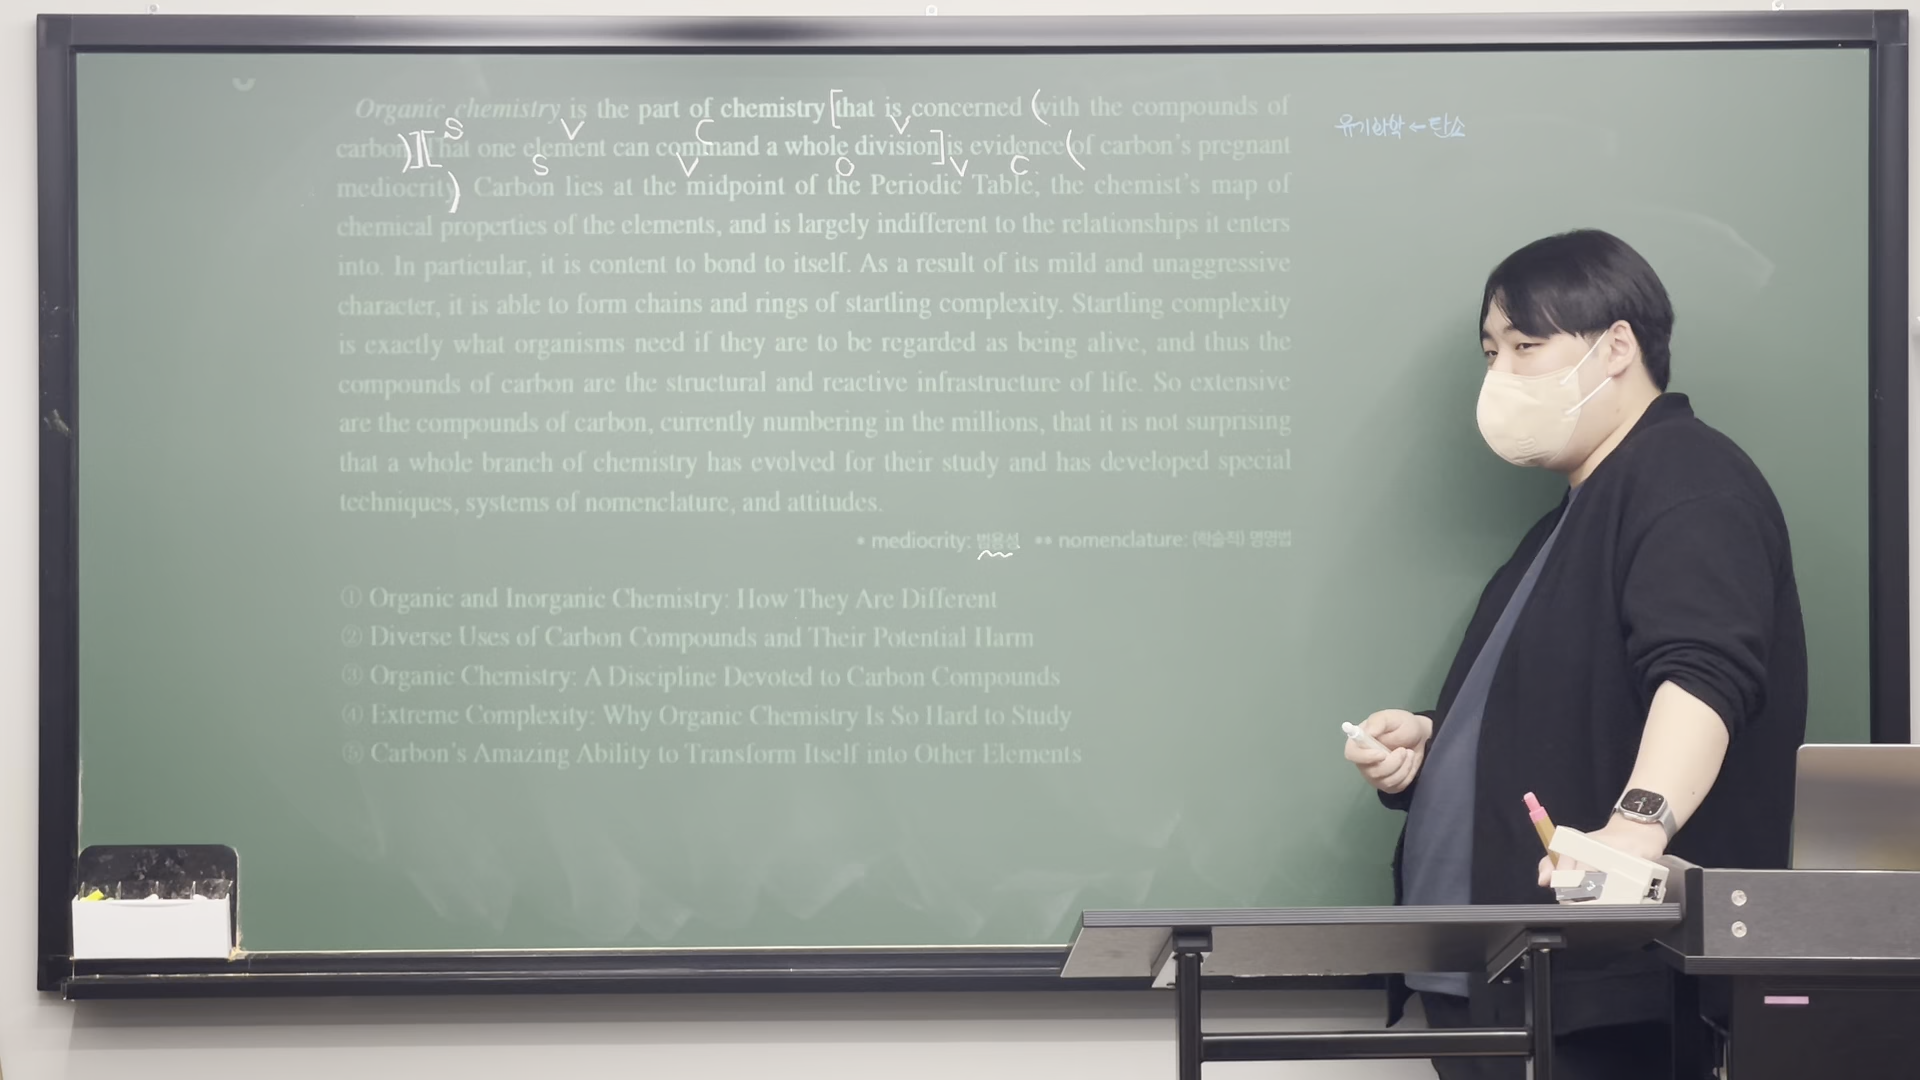 Organic chemistry is the part of chemistry [that is concerned (with the compounds of
S V C V
carbon.)][That one element can command a whole division] is evidence (of carbon's pregnant
S V O V C
mediocrity.) Carbon lies at the midpoint of the Periodic Table, the chemist's map of
chemical properties of the elements, and is largely indifferent to the relationships it enters
into. In particular, it is content to bond to itself. As a result of its mild and unaggressive
character, it is able to form chains and rings of startling complexity. Startling complexity
is exactly what organisms need if they are to be regarded as being alive, and thus the
compounds of carbon are the structural and reactive infrastructure of life. So extensive
are the compounds of carbon, currently numbering in the millions, that it is not surprising
that a whole branch of chemistry has evolved for their study and has developed special
techniques, systems of nomenclature, and attitudes.
* mediocrity: 범용성 ** nomenclature: (학술적) 명명법
① Organic and Inorganic Chemistry: How They Are Different
② Diverse Uses of Carbon Compounds and Their Potential Harm
③ Organic Chemistry: A Discipline Devoted to Carbon Compounds
④ Extreme Complexity: Why Organic Chemistry Is So Hard to Study
⑤ Carbon's Amazing Ability to Transform Itself into Other Elements
유기화학 ← 탄소